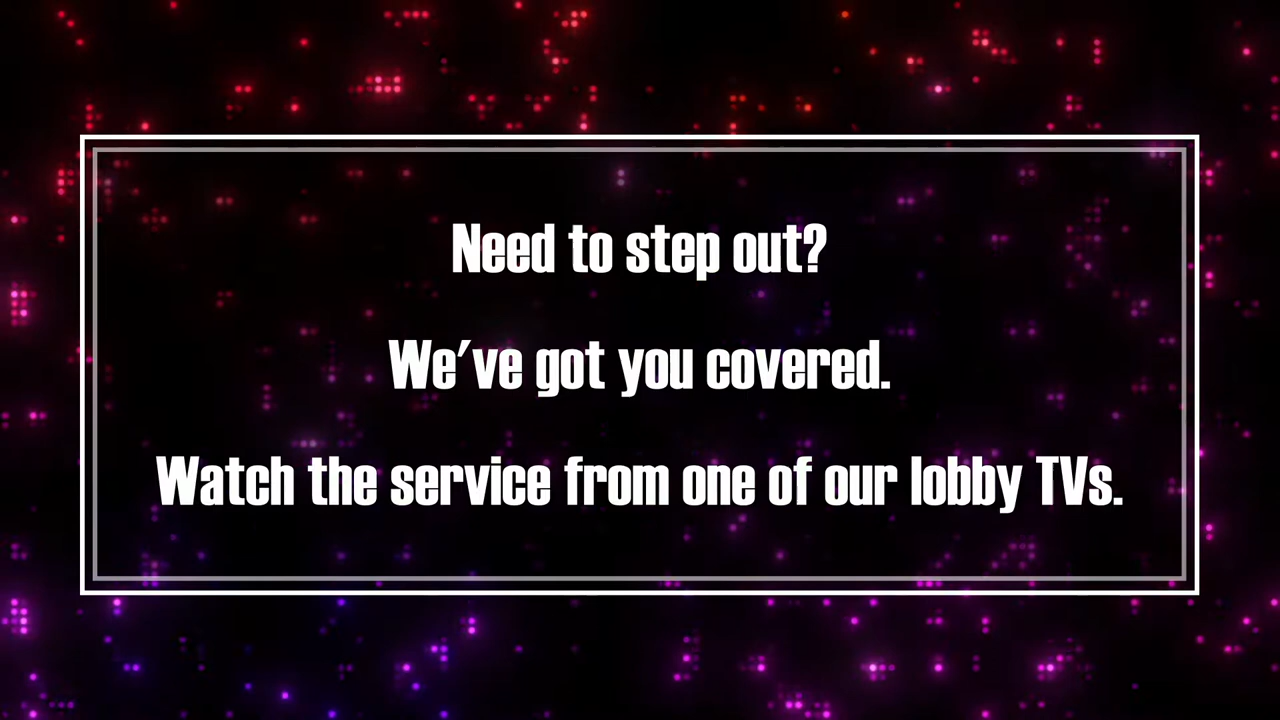 Need to step out?
We've got you covered.
Watch the service from one of our lobby TVs.